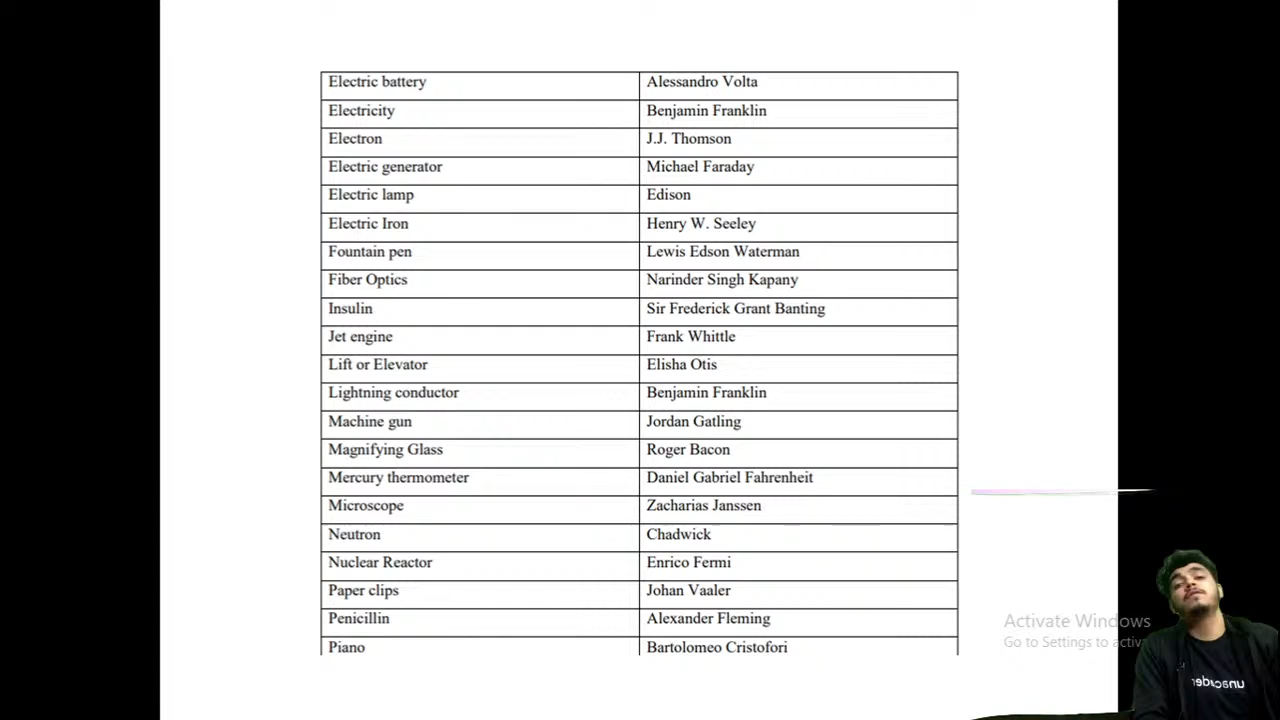 Electric battery Alessandro Volta
Electricity Benjamin Franklin
Electron J.J. Thomson
Electric generator Michael Faraday
Electric lamp Edison
Electric Iron Henry W. Seeley
Fountain pen Lewis Edson Waterman
Fiber Optics Narinder Singh Kapany
Insulin Sir Frederick Grant Banting
Jet engine Frank Whittle
Lift or Elevator Elisha Otis
Lightning conductor Benjamin Franklin
Machine gun Jordan Gatling
Magnifying Glass Roger Bacon
Mercury thermometer Daniel Gabriel Fahrenheit
Microscope Zacharias Janssen
Neutron Chadwick
Nuclear Reactor Enrico Fermi
Paper clips Johan Vaaler
Penicillin Alexander Fleming
Piano Bartolomeo Cristofori
Activate Windows
Go to Settings to activa